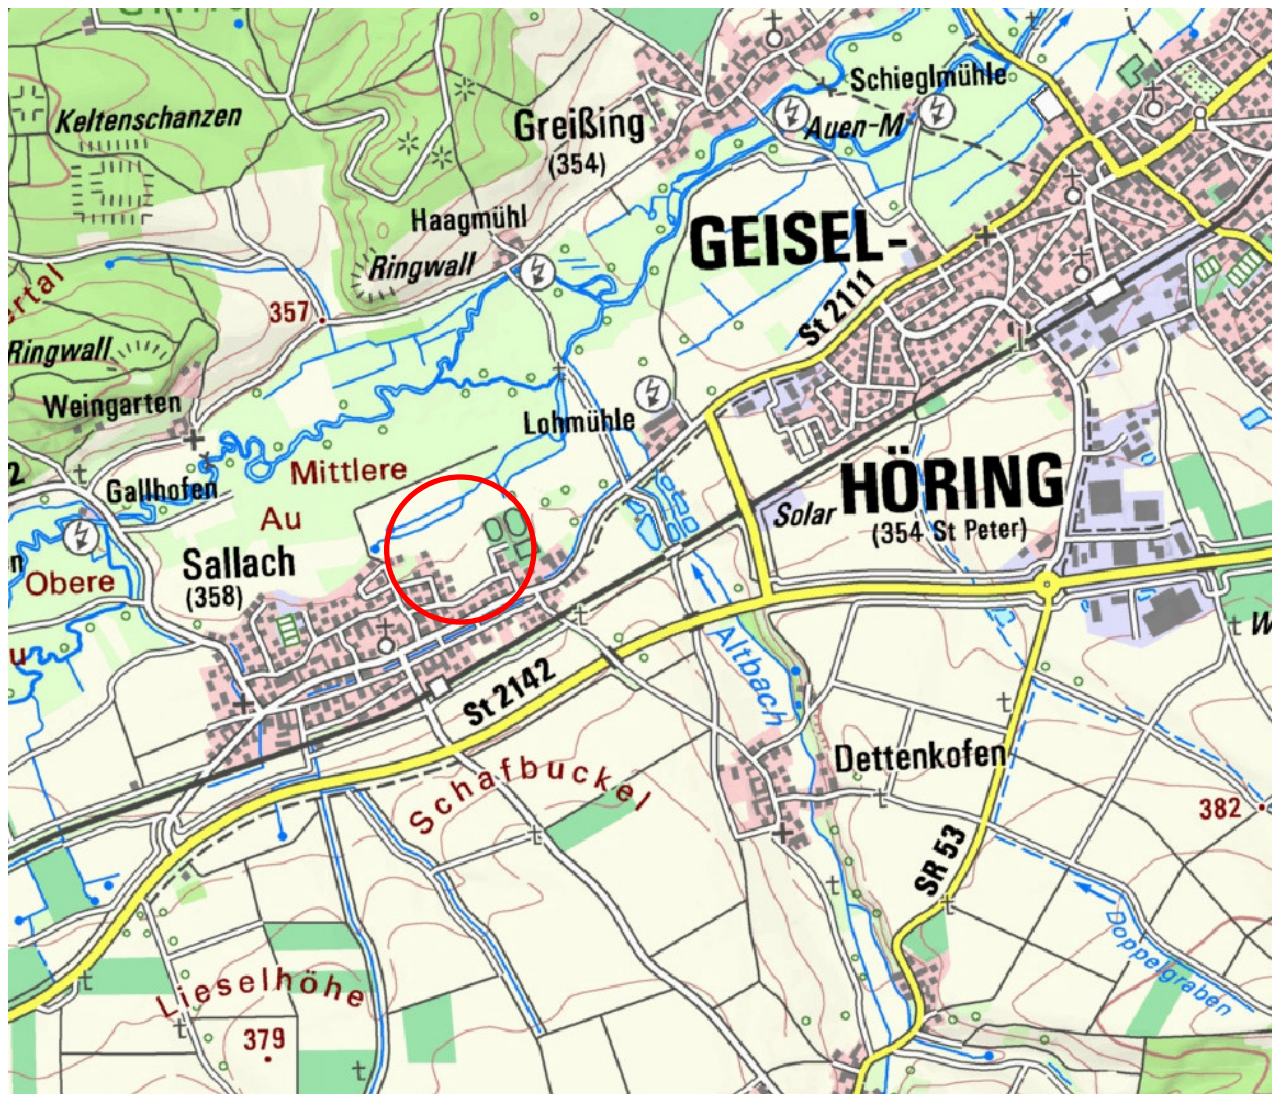 Schieglmühle
Keltenschanzen
Greißing
(354)
Auen-M
Haagmühl
GEISEL-
Ringwall
ertal
357
St 2111
Ringwall
Weingarten
Lohmühle
Mittlere
HÖRING
Gallhofen
Au
Solar
(354 St Peter)
Sallach
(358)
Obere
Altbach
St 2142
Dettenkofen
Schafbuckel
382
SR 53
Doppelgraben
Lieselhöhe
379